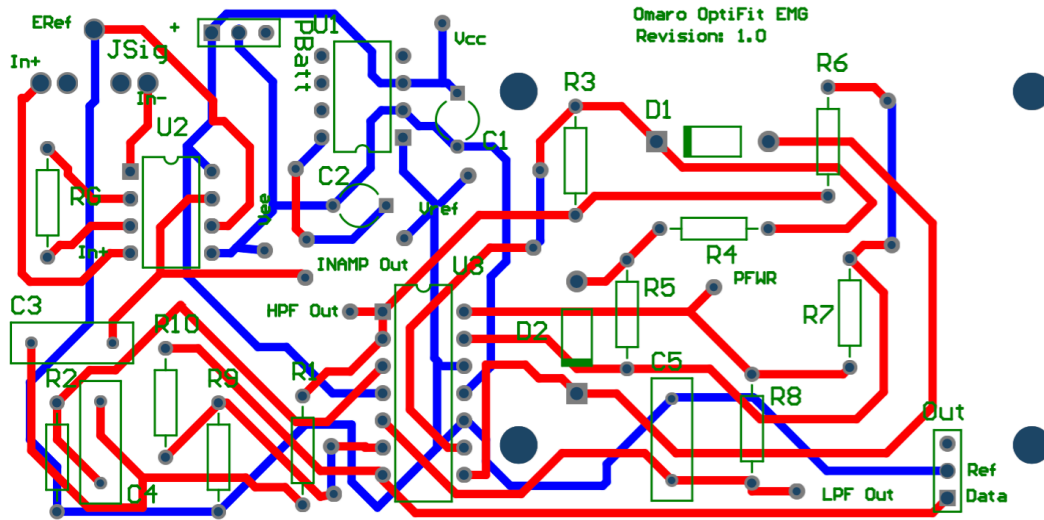 Omaro OptiFit EMG
Revision: 1.0
ERef
+
U1
Vcc
In+
JSig
PBatt
In-
R3
R6
D1
U2
C1
C2
R6
Vee
Vref
In+
INAMP Out
U3
R4
PFWR
C3
HPF Out
R5
R7
R10
D2
R2
R9
R1
C5
R8
Out
C4
LPF Out
Ref
Data